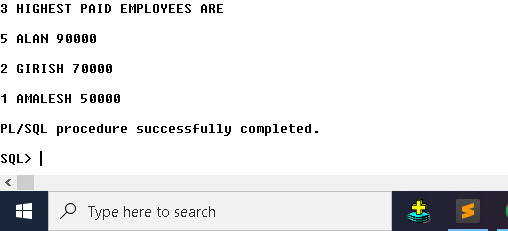 3 HIGHEST PAID EMPLOYEES ARE
5 ALAN 90000
2 GIRISH 70000
1 AMALESH 50000
PL/SQL procedure successfully completed.
SQL>
Type here to search